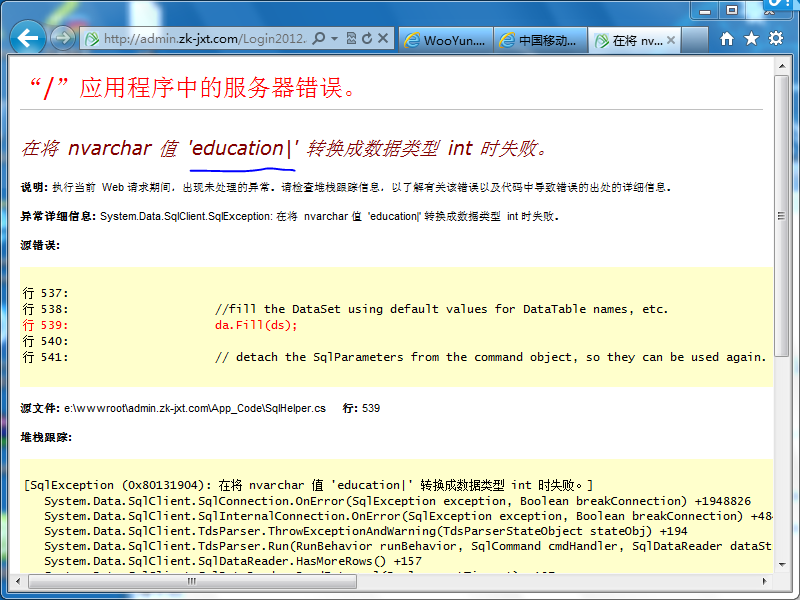 http://admin.zk-jxt.com/Login2012.
WooYun....
中国移动...
在将 nv...
“/”应用程序中的服务器错误。
在将 nvarchar 值 'education|' 转换成数据类型 int 时失败。
说明: 执行当前 Web 请求期间，出现未处理的异常。请检查堆栈跟踪信息，以了解有关该错误以及代码中导致错误的出处的详细信息。
异常详细信息: System.Data.SqlClient.SqlException: 在将 nvarchar 值 'education|' 转换成数据类型 int 时失败。
源错误:
行 537:
行 538: //fill the DataSet using default values for DataTable names, etc.
行 539: da.Fill(ds);
行 540:
行 541: // detach the SqlParameters from the command object, so they can be used again.
源文件: e:\wwwroot\admin.zk-jxt.com\App_Code\SqlHelper.cs 行: 539
堆栈跟踪:
[SqlException (0x80131904): 在将 nvarchar 值 'education|' 转换成数据类型 int 时失败。]
System.Data.SqlClient.SqlConnection.OnError(SqlException exception, Boolean breakConnection) +1948826
System.Data.SqlClient.SqlInternalConnection.OnError(SqlException exception, Boolean breakConnection) +484
System.Data.SqlClient.TdsParser.ThrowExceptionAndWarning(TdsParserStateObject stateObj) +194
System.Data.SqlClient.TdsParser.Run(RunBehavior runBehavior, SqlCommand cmdHandler, SqlDataReader dataSt
System.Data.SqlClient.SqlDataReader.HasMoreRows() +157